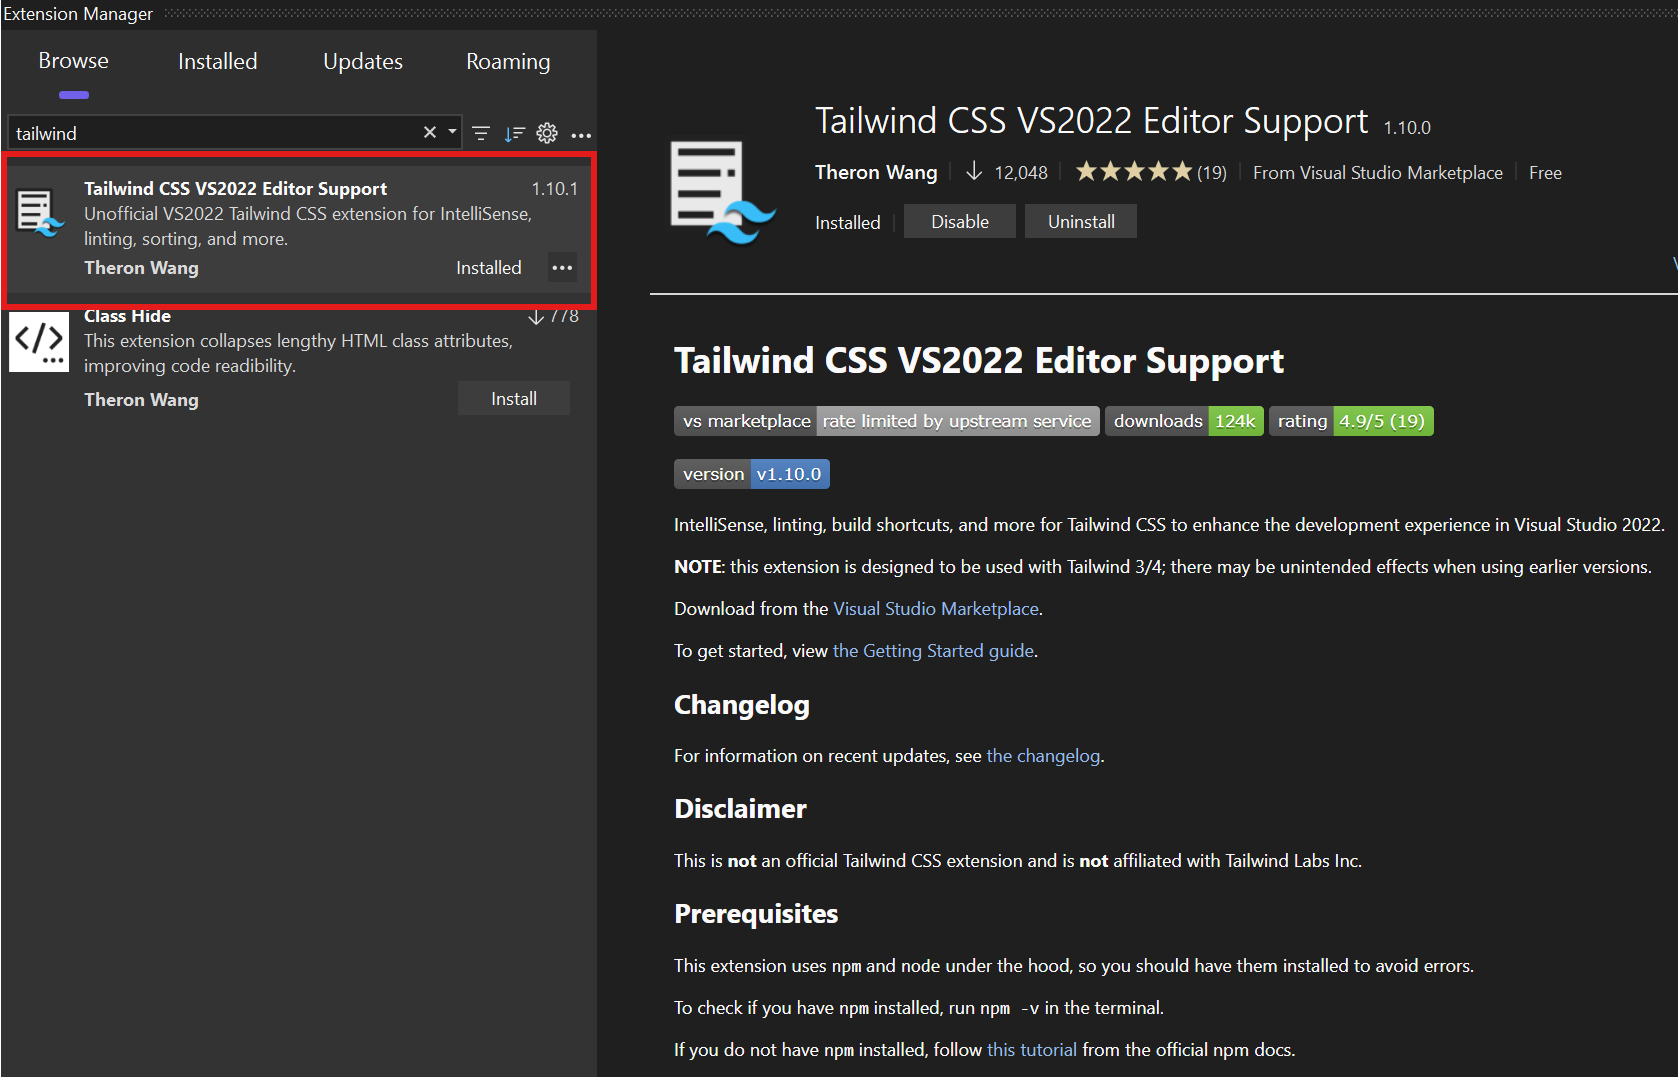 Extension Manager
Browse
Installed
Updates
Roaming
tailwind
Tailwind CSS VS2022 Editor Support
1.10.1
Unofficial VS2022 Tailwind CSS extension for IntelliSense,
linting, sorting, and more.
Theron Wang
Installed
Class Hide
778
This extension collapses lengthy HTML class attributes,
improving code readibility.
Theron Wang
Install
Tailwind CSS VS2022 Editor Support 1.10.0
Theron Wang
12,048
(19)
From Visual Studio Marketplace
Free
Installed
Disable
Uninstall
Tailwind CSS VS2022 Editor Support
vs marketplace rate limited by upstream service
downloads 124k
rating 4.9/5 (19)
version v1.10.0
IntelliSense, linting, build shortcuts, and more for Tailwind CSS to enhance the development experience in Visual Studio 2022.
NOTE: this extension is designed to be used with Tailwind 3/4; there may be unintended effects when using earlier versions.
Download from the Visual Studio Marketplace.
To get started, view the Getting Started guide.
Changelog
For information on recent updates, see the changelog.
Disclaimer
This is not an official Tailwind CSS extension and is not affiliated with Tailwind Labs Inc.
Prerequisites
This extension uses npm and node under the hood, so you should have them installed to avoid errors.
To check if you have npm installed, run npm -v in the terminal.
If you do not have npm installed, follow this tutorial from the official npm docs.